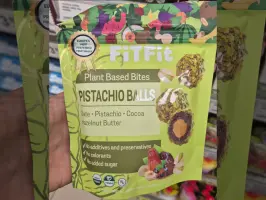 FiTFit
Plant Based Bites
PISTACHIO BALLS
Date • Pistachio • Cocoa
Hazelnut Butter
No additives and preservatives
No colorants
No added sugar